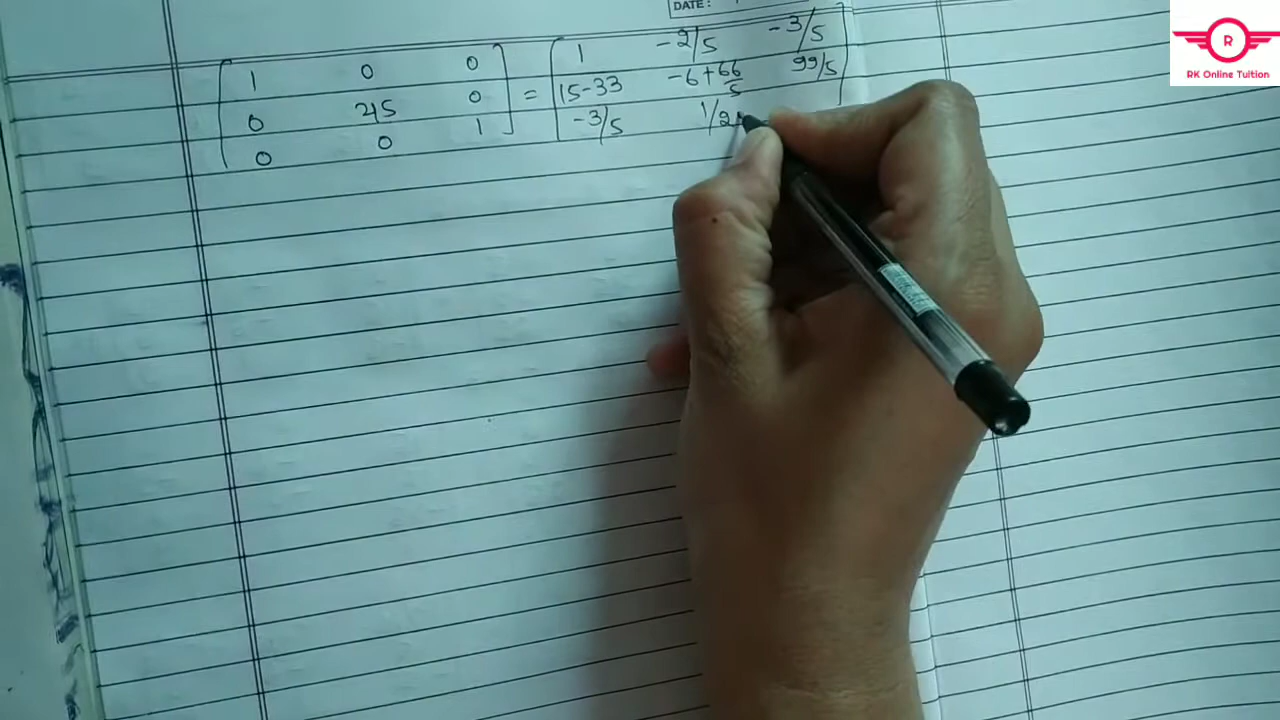 DATE :
1 0 0 1 -2/5 -3/5
0 45 0 = 15-33 -6+66/5 99/5
0 0 1 -3/5 1/2
R
RK Online Tuition